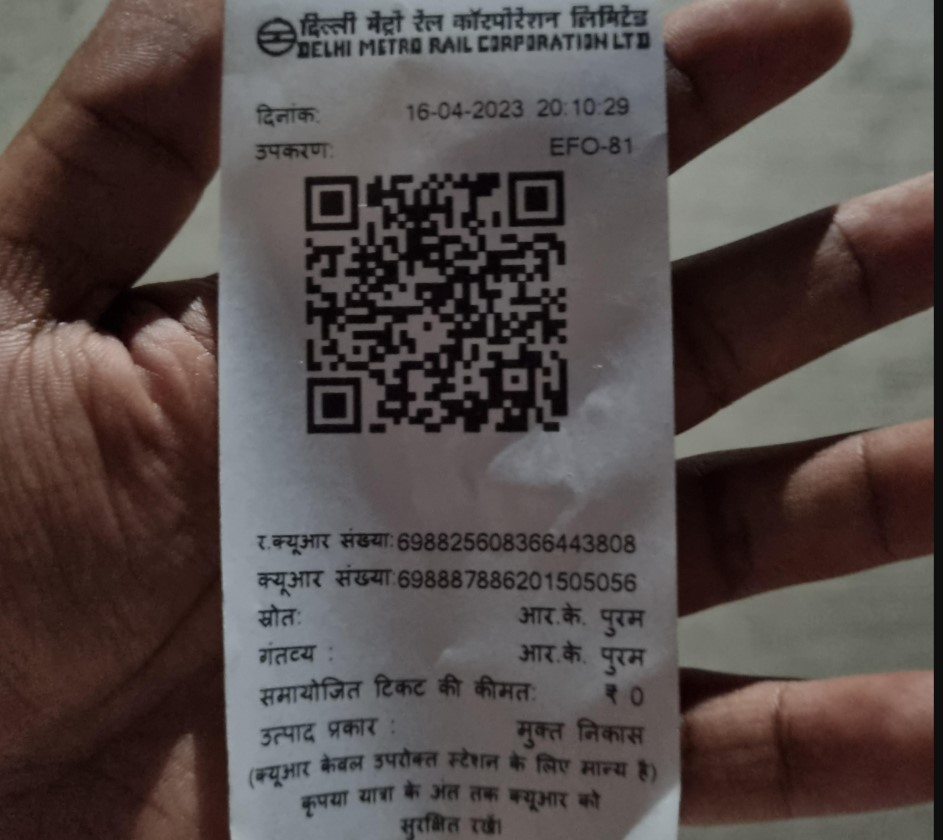 दिल्ली मेट्रो रेल कॉरपोरेशन लिमिटेड
DELHI METRO RAIL CORPORATION LTD
दिनांक: 16-04-2023 20:10:29
उपकरण: EFO-81
र.क्यूआर संख्या:698825608366443808
क्यूआर संख्या:698887886201505056
स्रोत: आर.के. पुरम
गंतव्य : आर.के. पुरम
समायोजित टिकट की कीमत: ₹ 0
उत्पाद प्रकार : मुक्त निकास
(क्यूआर केवल उपरोक्त स्टेशन के लिए मान्य है)
कृपया यात्रा के अंत तक क्यूआर को
सुरक्षित रखें।